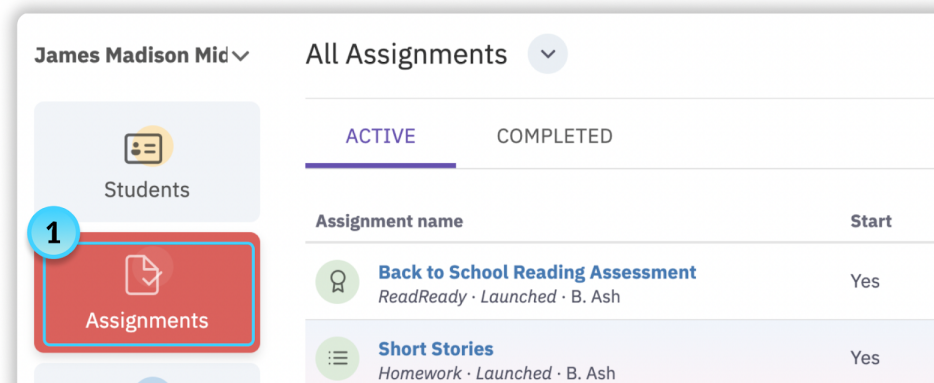 James Madison Mid
All Assignments
ACTIVE COMPLETED
Students
1
Assignments
Assignment name Start
Back to School Reading Assessment Yes
ReadReady · Launched · B. Ash
Short Stories Yes
Homework · Launched · B. Ash